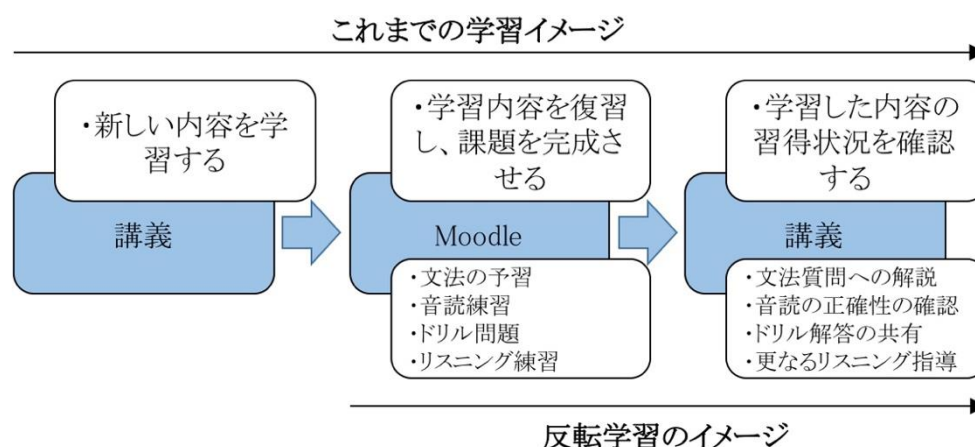 これまでの学習イメージ
・新しい内容を学
習する
講義
・学習内容を復習
し、課題を完成さ
せる
Moodle
・文法の予習
・音読練習
・ドリル問題
・リスニング練習
・学習した内容の
習得状況を確認
する
講義
・文法質問への解説
・音読の正確性の確認
・ドリル解答の共有
・更なるリスニング指導
反転学習のイメージ